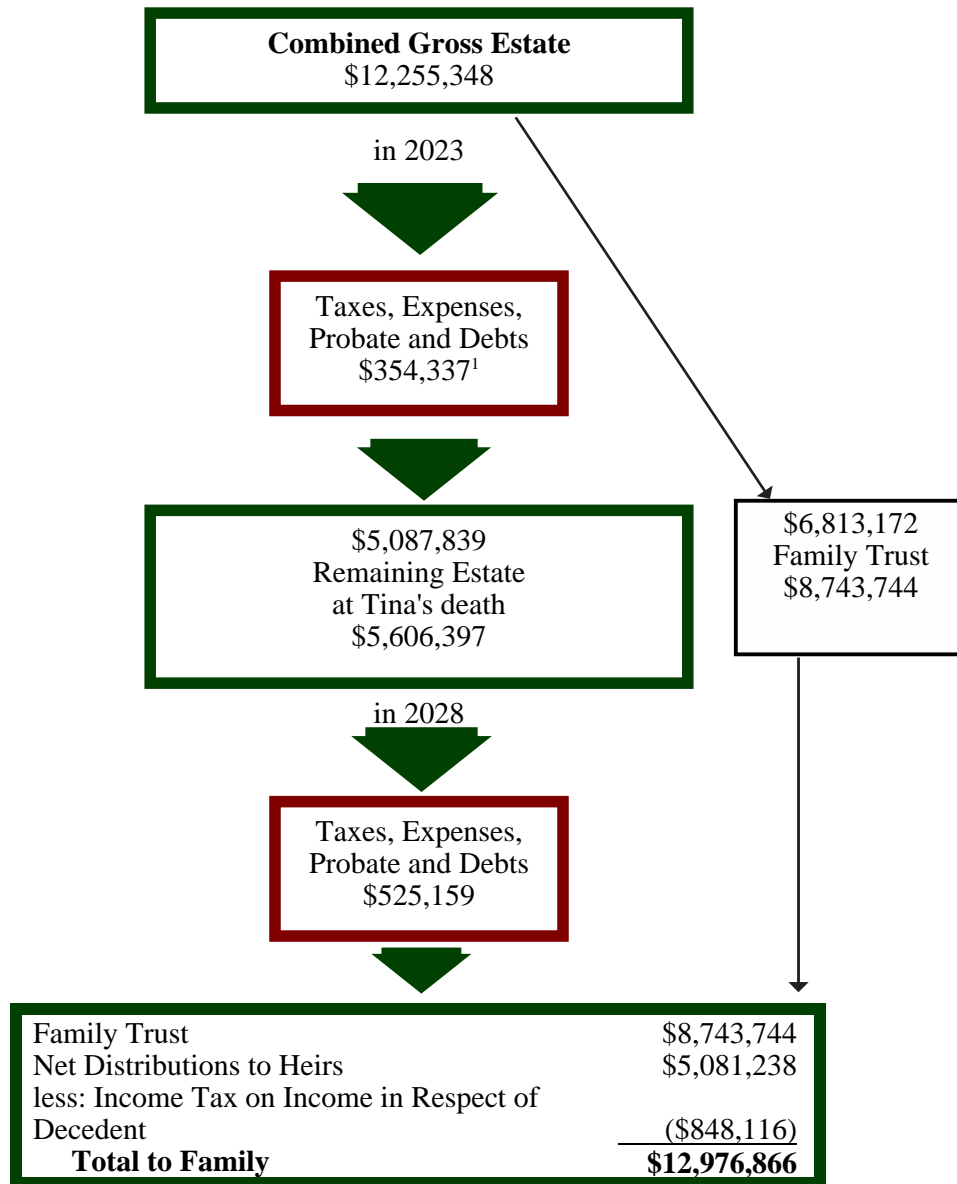 Combined Gross Estate
$12,255,348
in 2023
Taxes, Expenses,
Probate and Debts
$354,337¹
$5,087,839
Remaining Estate
at Tina's death
$5,606,397
$6,813,172
Family Trust
$8,743,744
in 2028
Taxes, Expenses,
Probate and Debts
$525,159
Family Trust $8,743,744
Net Distributions to Heirs $5,081,238
less: Income Tax on Income in Respect of
Decedent ($848,116)
Total to Family $12,976,866